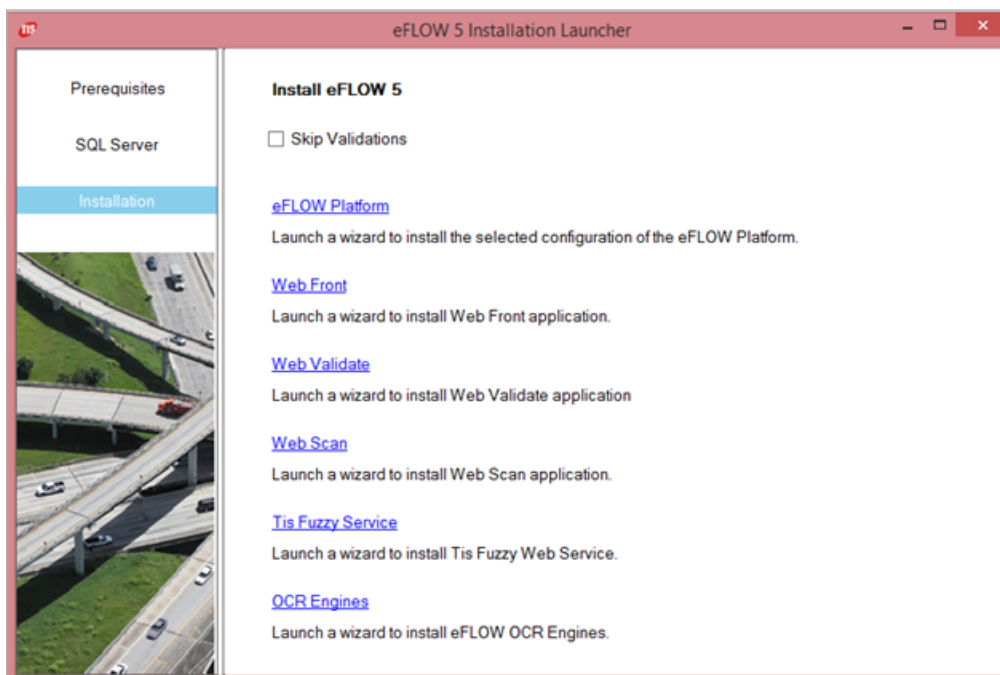 TIS
eFLOW 5 Installation Launcher
Prerequisites
SQL Server
Installation
Install eFLOW 5
Skip Validations
eFLOW Platform
Launch a wizard to install the selected configuration of the eFLOW Platform.
Web Front
Launch a wizard to install Web Front application.
Web Validate
Launch a wizard to install Web Validate application
Web Scan
Launch a wizard to install Web Scan application.
Tis Fuzzy Service
Launch a wizard to install Tis Fuzzy Web Service.
OCR Engines
Launch a wizard to install eFLOW OCR Engines.